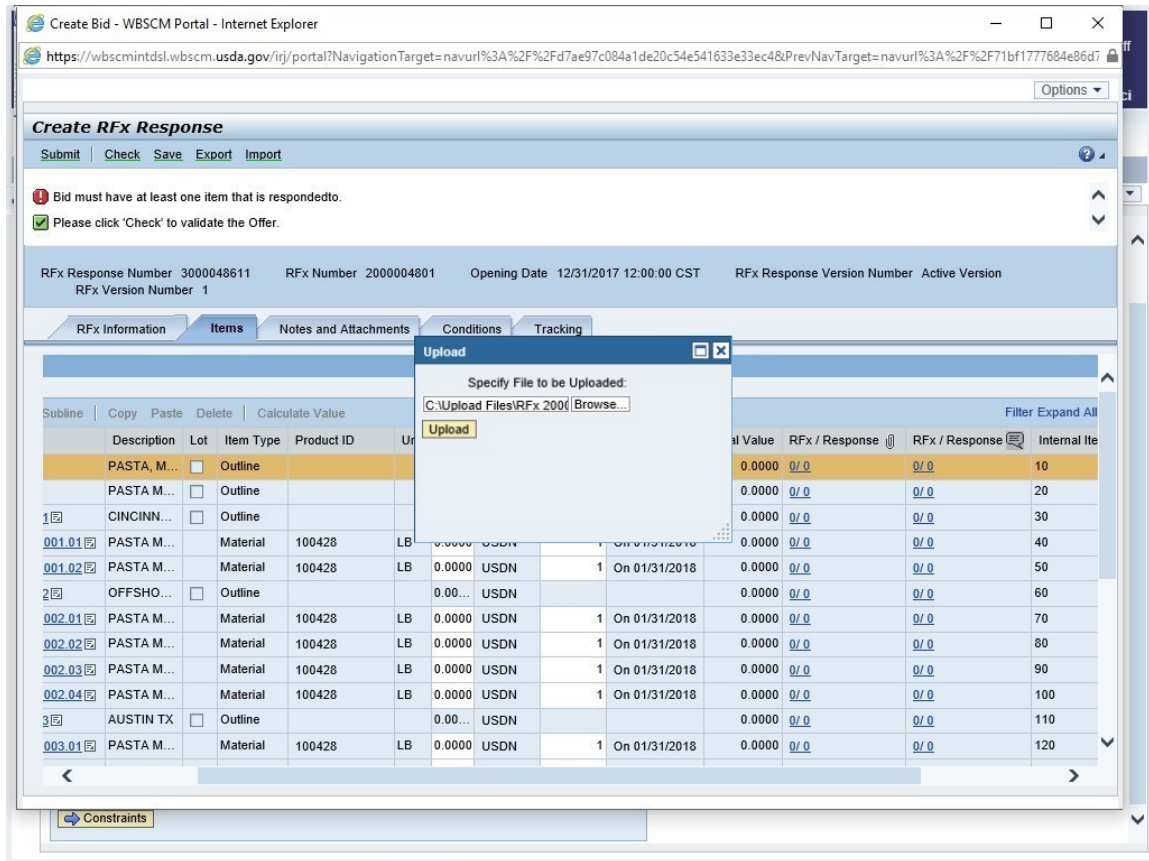 Create Bid - WBSCM Portal - Internet Explorer
https://wbscmintdsl.wbscm.usda.gov/irj/portal?NavigationTarget=navurl%3A%2F%2Fd7ae97c084a1de20c54e541633e33ec4&PrevNavTarget=navurl%3A%2F%2F71bf1777684e86d7
ff
Options
ci
Create RFx Response
Submit Check Save Export Import
Bid must have at least one item that is respondedto.
Please click 'Check' to validate the Offer.
RFx Response Number 3000048611 RFx Number 2000004801 Opening Date 12/31/2017 12:00:00 CST RFx Response Version Number Active Version
RFx Version Number 1
RFx Information Items Notes and Attachments Conditions Tracking
Upload
Specify File to be Uploaded:
C:\Upload Files\RFx 200 Browse...
Upload
Subline Copy Paste Delete Calculate Value Filter Expand All
Description Lot Item Type Product ID Un al Value RFx / Response RFx / Response Internal Ite
PASTA, M... Outline 0.0000 0/ 0 0/ 0 10
PASTA M... Outline 0.0000 0/ 0 0/ 0 20
1 CINCINN... Outline 0.0000 0/ 0 0/ 0 30
001.01 PASTA M... Material 100428 LB 0.0000 USDN 1 On 01/31/2018 0.0000 0/ 0 0/ 0 40
001.02 PASTA M... Material 100428 LB 0.0000 USDN 1 On 01/31/2018 0.0000 0/ 0 0/ 0 50
2 OFFSHO... Outline 0.00... USDN 0.0000 0/ 0 0/ 0 60
002.01 PASTA M... Material 100428 LB 0.0000 USDN 1 On 01/31/2018 0.0000 0/ 0 0/ 0 70
002.02 PASTA M... Material 100428 LB 0.0000 USDN 1 On 01/31/2018 0.0000 0/ 0 0/ 0 80
002.03 PASTA M... Material 100428 LB 0.0000 USDN 1 On 01/31/2018 0.0000 0/ 0 0/ 0 90
002.04 PASTA M... Material 100428 LB 0.0000 USDN 1 On 01/31/2018 0.0000 0/ 0 0/ 0 100
3 AUSTIN TX Outline 0.00... USDN 0.0000 0/ 0 0/ 0 110
003.01 PASTA M... Material 100428 LB 0.0000 USDN 1 On 01/31/2018 0.0000 0/ 0 0/ 0 120
Constraints